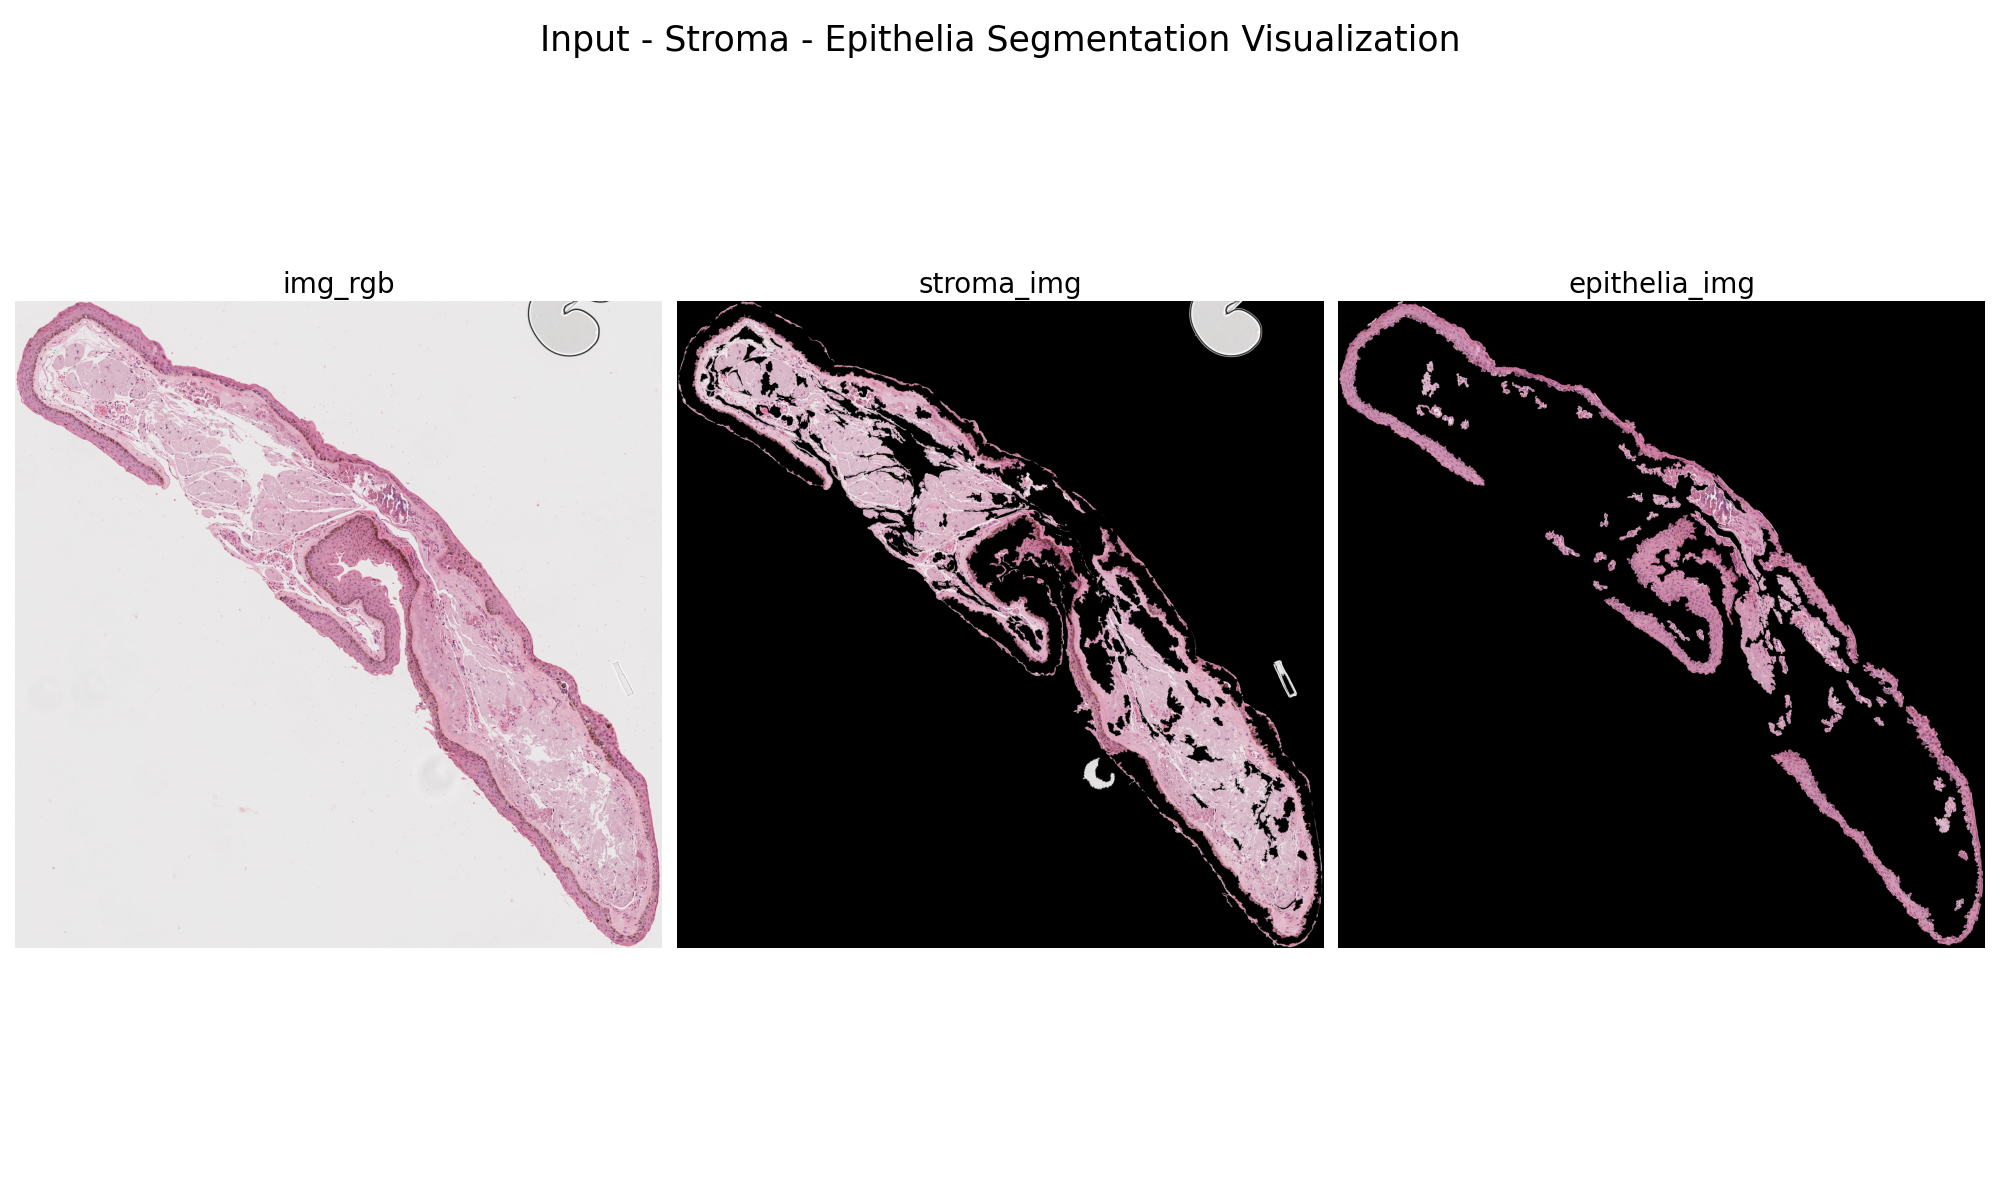 Input - Stroma - Epithelia Segmentation Visualization
img_rgb
stroma_img
epithelia_img